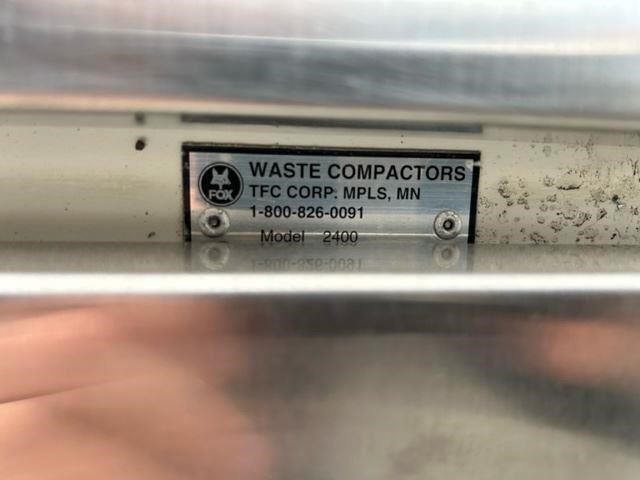 FOX
WASTE COMPACTORS
TFC CORP. MPLS, MN
1-800-826-0091
Model 2400